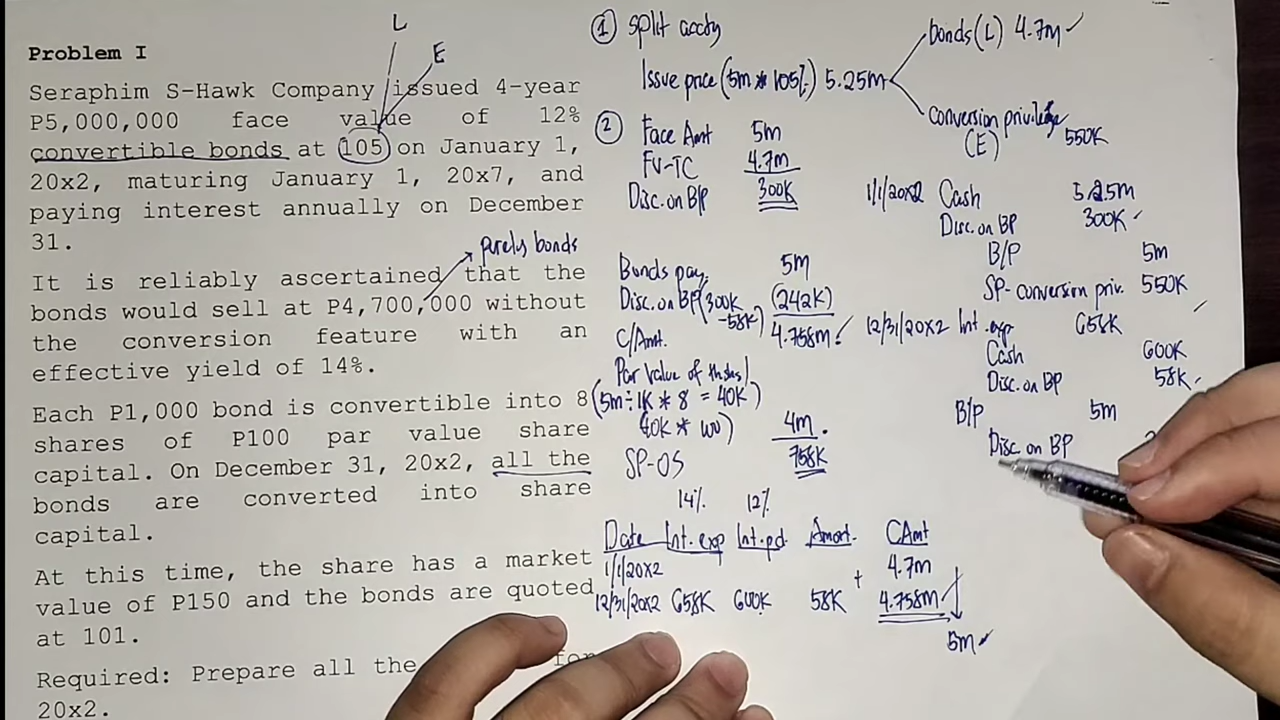 Problem I
Seraphim S-Hawk Company issued 4-year
P5,000,000 face value of 12%
convertible bonds at 105 on January 1,
20x2, maturing January 1, 20x7, and
paying interest annually on December
31.
It is reliably ascertained that the
bonds would sell at P4,700,000 without
the conversion feature with an
effective yield of 14%.
Each P1,000 bond is convertible into 8
shares of P100 par value share
capital. On December 31, 20x2, all the
bonds are converted into share
capital.
At this time, the share has a market
value of P150 and the bonds are quoted
at 101.
Required: Prepare all the for
20x2.
L
E
purely bonds
① split acctg
Issue price (5m * 105%) 5.25m
bonds (L) 4.7m ✓
conversion privilege
(E) 550K
② Face Amt 5m
FV-TC 4.7m
Disc. on B/P 300K
Bonds pay. 5m
Disc. on BP (300K (242K)
-58K)
C/Amt. 4.758m ✓
Par value of
(5m ÷ 1K * 8 = 40K)
40K * 100) 4m.
SP-OS 758K
1/1/20x2 Cash 5.25m
Disc. on BP 300K ✓
B/P 5m
SP-conversion priv. 550K
12/31/20x2 Int. exp 658K
Cash 600K
Disc. on BP 58K
B/P 5m
Disc on BP
14% 12%
Date Int. exp Int. pd Amort. CAmt
1/1/20x2 4.7m
12/31/20x2 658K 600K 58K + 4.758m
5m ✓